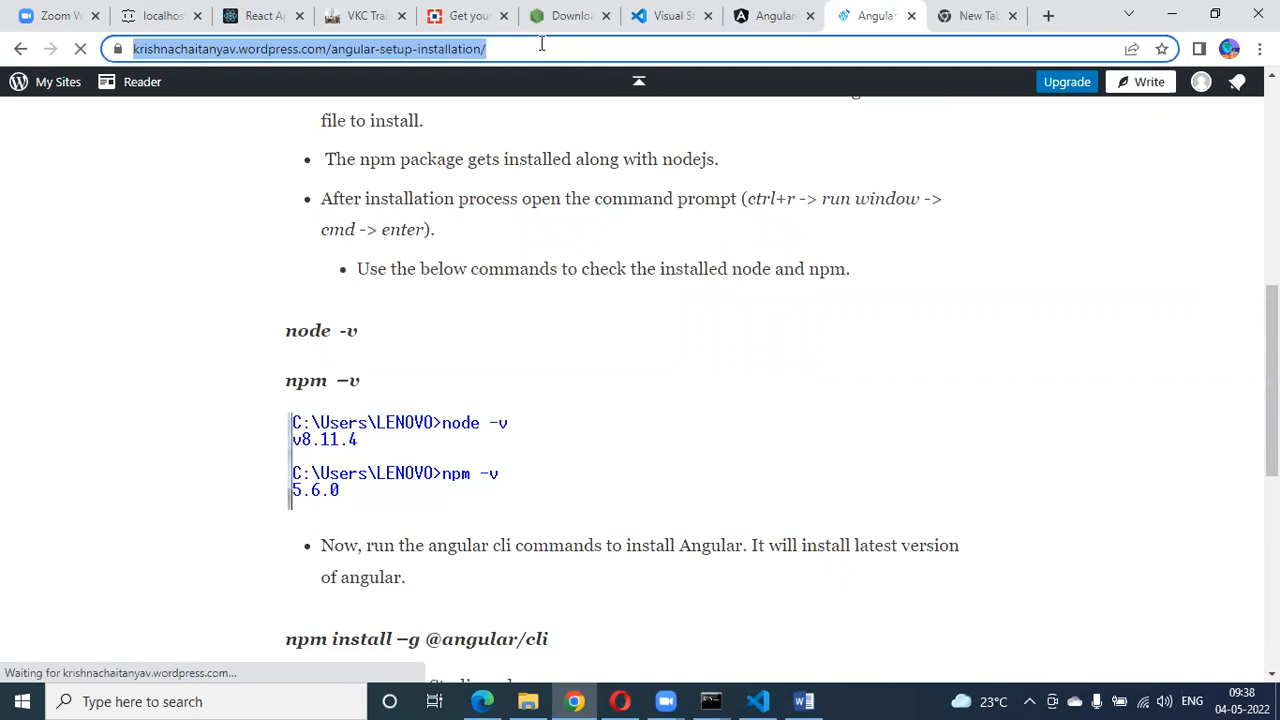 Zoom W
localhos
React Ap
VKC Trai
Get your
Downloa
Visual St
Angular
Angular
New Tab
krishnachaitanyav.wordpress.com/angular-setup-installation/
My Sites
Reader
Upgrade
Write
file to install.
The npm package gets installed along with nodejs.
After installation process open the command prompt (ctrl+r -> run window ->
cmd -> enter).
Use the below commands to check the installed node and npm.
node -v
npm –v
C:\Users\LENOVO>node -v
v8.11.4
C:\Users\LENOVO>npm -v
5.6.0
Now, run the angular cli commands to install Angular. It will install latest version
of angular.
npm install –g @angular/cli
Waiting for krishnachaitanyav.wordpress.com...
Type here to search
23°C
ENG
09:38
04-05-2022